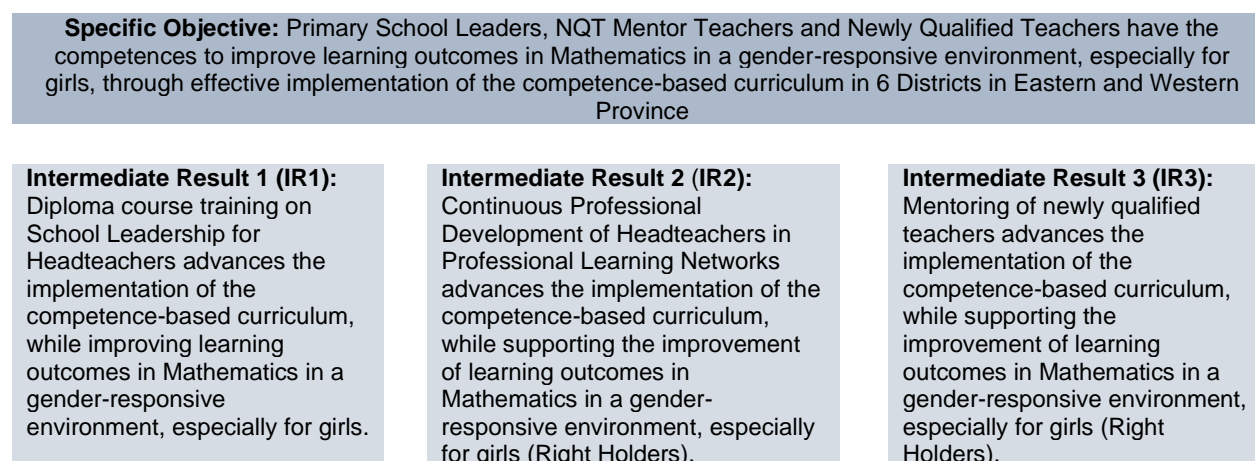 Specific Objective: Primary School Leaders, NQT Mentor Teachers and Newly Qualified Teachers have the
competences to improve learning outcomes in Mathematics in a gender-responsive environment, especially for
girls, through effective implementation of the competence-based curriculum in 6 Districts in Eastern and Western
Province
Intermediate Result 1 (IR1):
Diploma course training on
School Leadership for
Headteachers advances the
implementation of the
competence-based curriculum,
while improving learning
outcomes in Mathematics in a
gender-responsive
environment, especially for girls.
Intermediate Result 2 (IR2):
Continuous Professional
Development of Headteachers in
Professional Learning Networks
advances the implementation of the
competence-based curriculum,
while supporting the improvement
of learning outcomes in
Mathematics in a gender-
responsive environment, especially
for girls (Right Holders).
Intermediate Result 3 (IR3):
Mentoring of newly qualified
teachers advances the
implementation of the
competence-based curriculum,
while supporting the
improvement of learning
outcomes in Mathematics in a
gender-responsive environment,
especially for girls (Right
Holders).